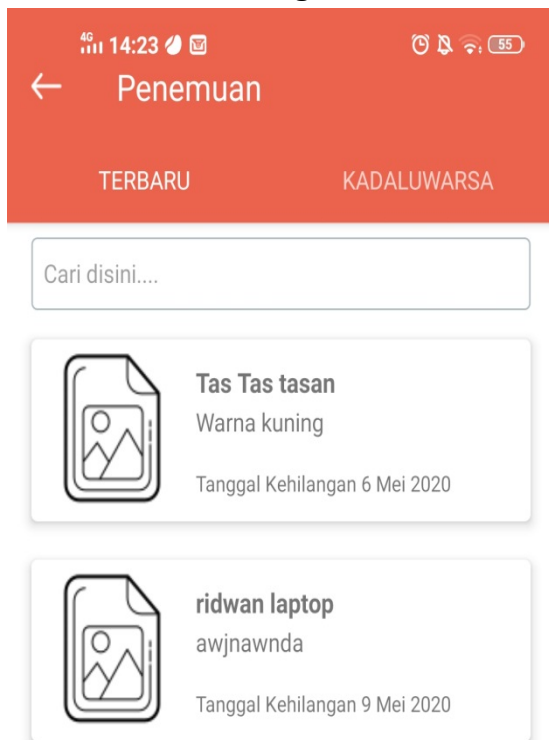 4G 14:23 55
Penemuan
TERBARU KADALUWARSA
Cari disini....
Tas Tas tasan
Warna kuning
Tanggal Kehilangan 6 Mei 2020
ridwan laptop
awjnawnda
Tanggal Kehilangan 9 Mei 2020